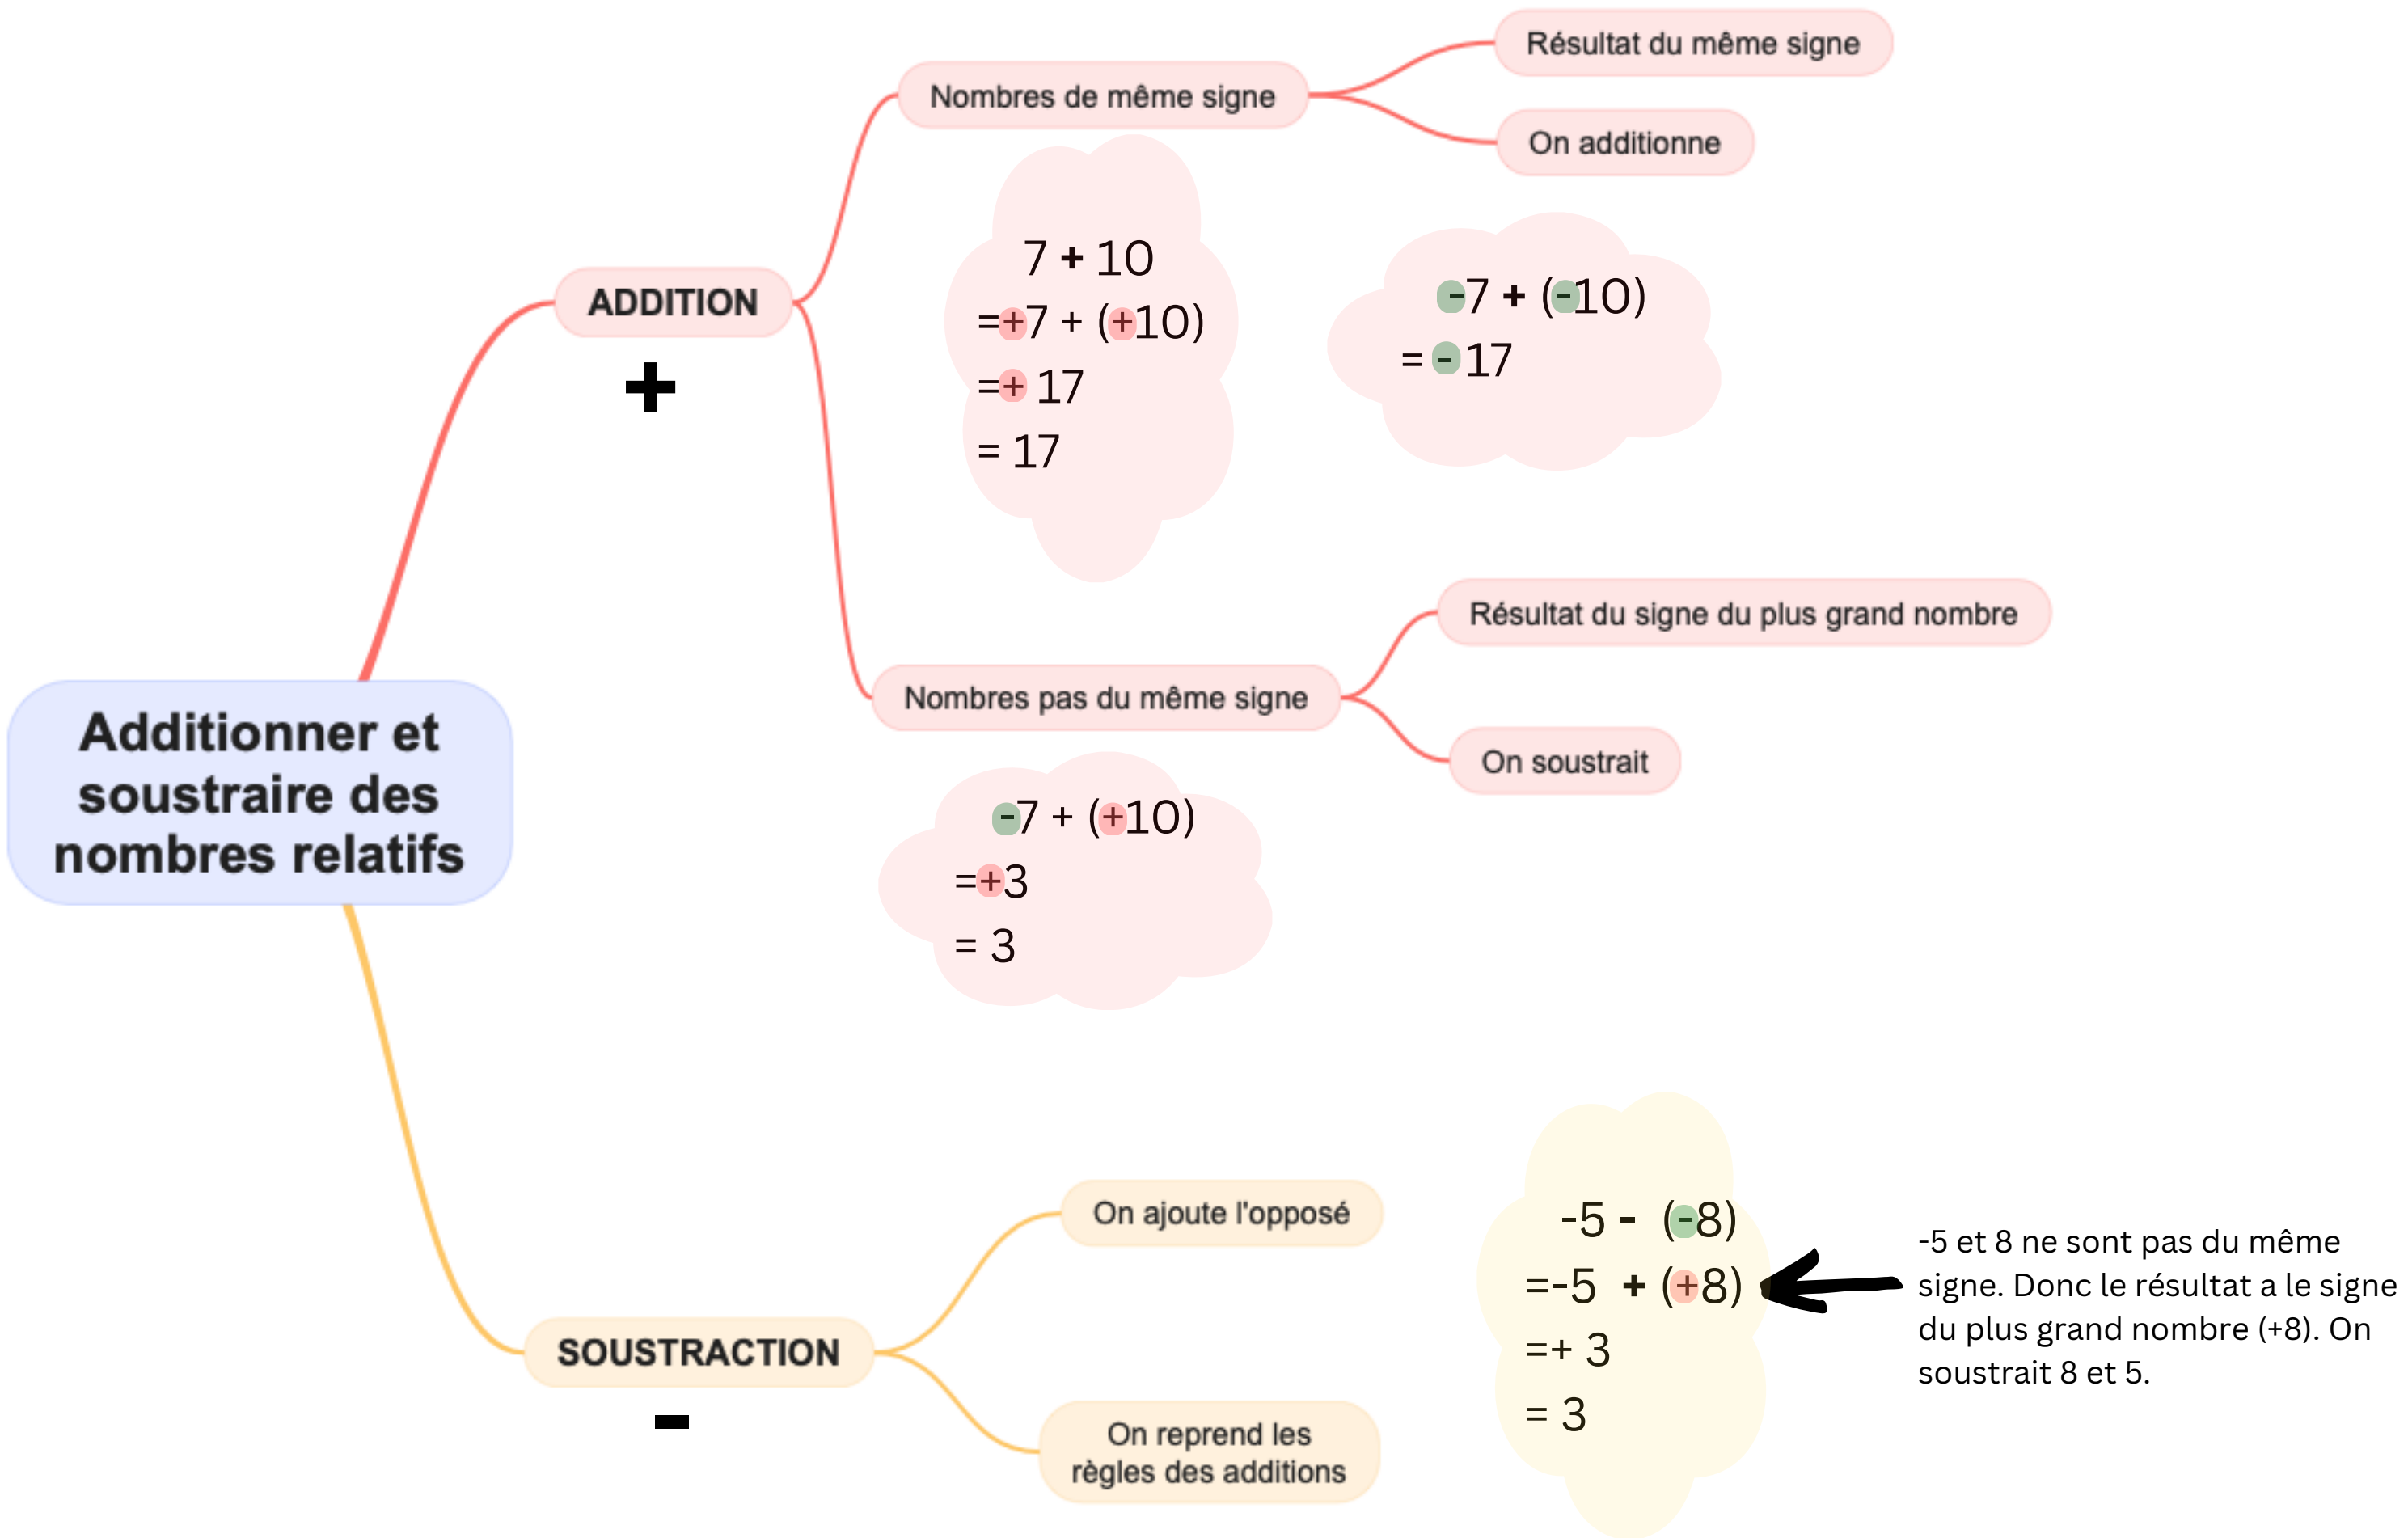 Additionner et
soustraire des
nombres relatifs
ADDITION
+
Nombres de même signe
Résultat du même signe
On additionne
7 + 10
=+7 + (+10)
=+ 17
= 17
-7 + (-10)
= - 17
Nombres pas du même signe
Résultat du signe du plus grand nombre
On soustrait
-7 + (+10)
=+3
= 3
SOUSTRACTION
-
On ajoute l'opposé
On reprend les
règles des additions
-5 - (-8)
=-5 + (+8)
=+ 3
= 3
-5 et 8 ne sont pas du même
signe. Donc le résultat a le signe
du plus grand nombre (+8). On
soustrait 8 et 5.